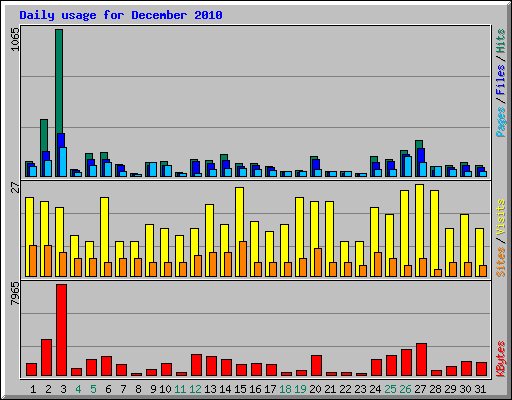 Daily usage for December 2010
1065
Pages / Files / Hits
27
Sites / Visits
7965
KBytes
1 2 3 4 5 6 7 8 9 10 11 12 13 14 15 16 17 18 19 20 21 22 23 24 25 26 27 28 29 30 31